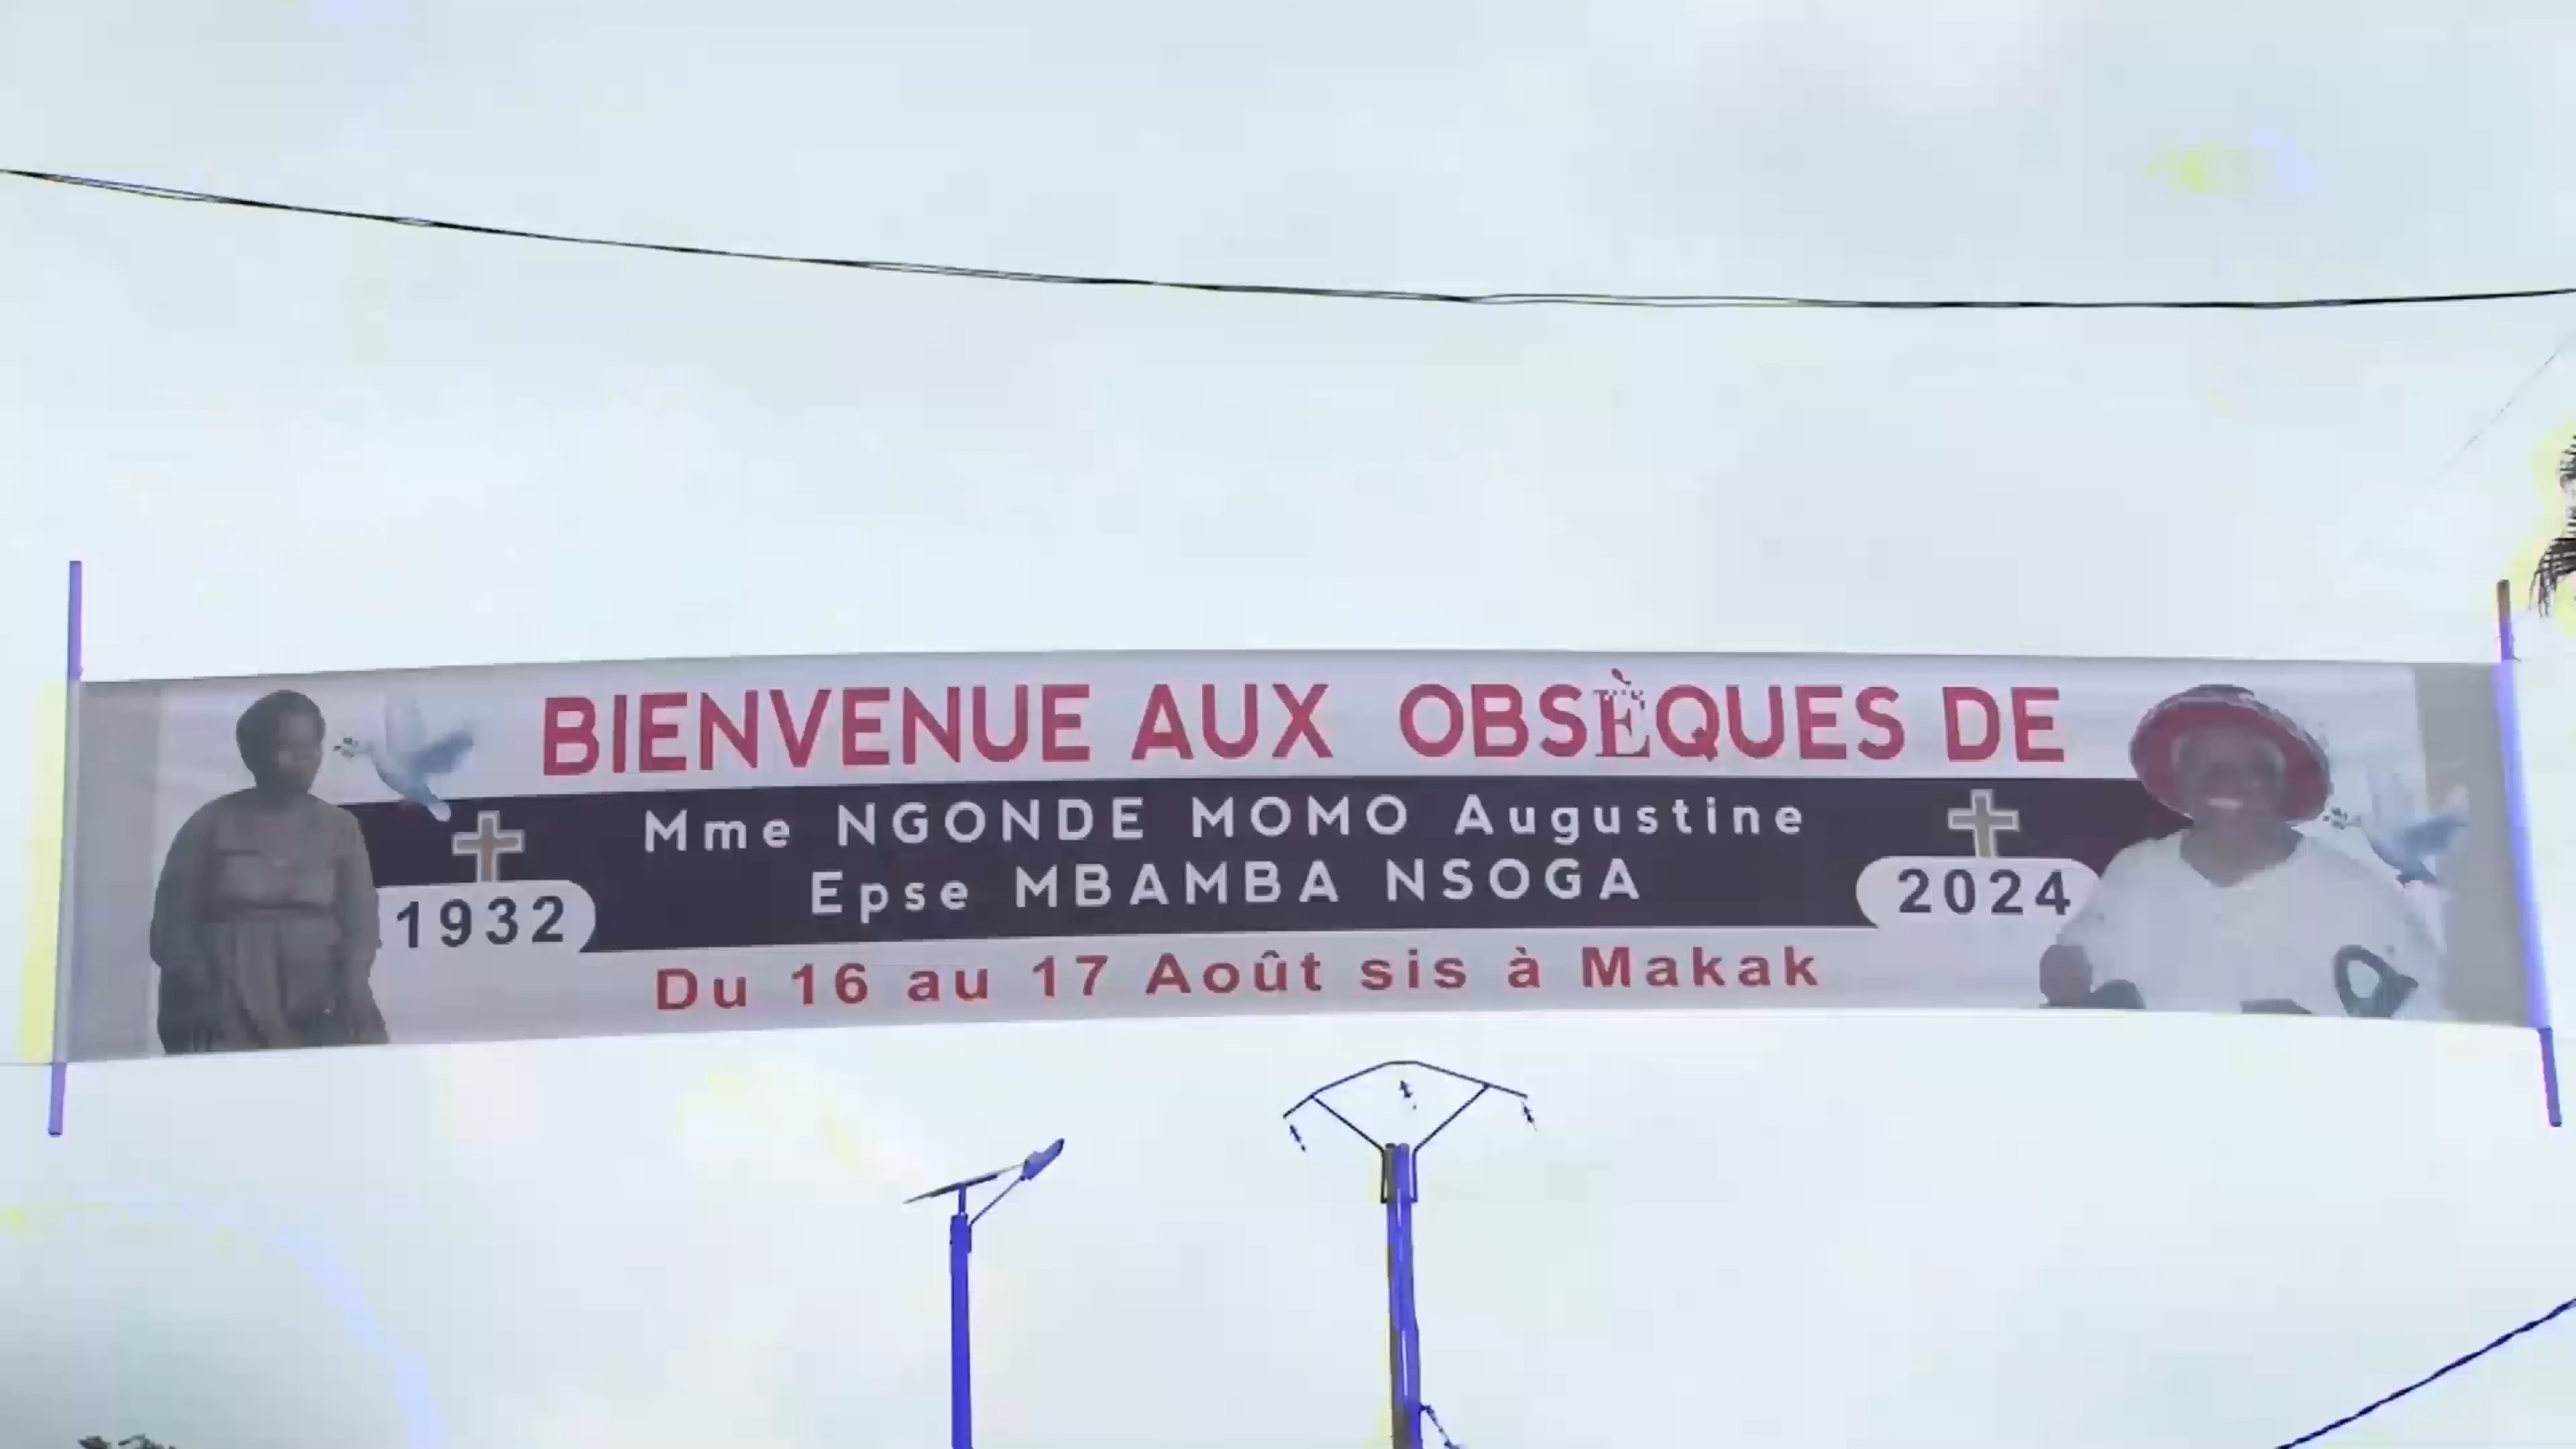 BIENVENUE AUX OBSÈQUES DE
Mme NGONDE MOMO Augustine
Epse MBAMBA NSOGA
1932
2024
Du 16 au 17 Août sis à Makak